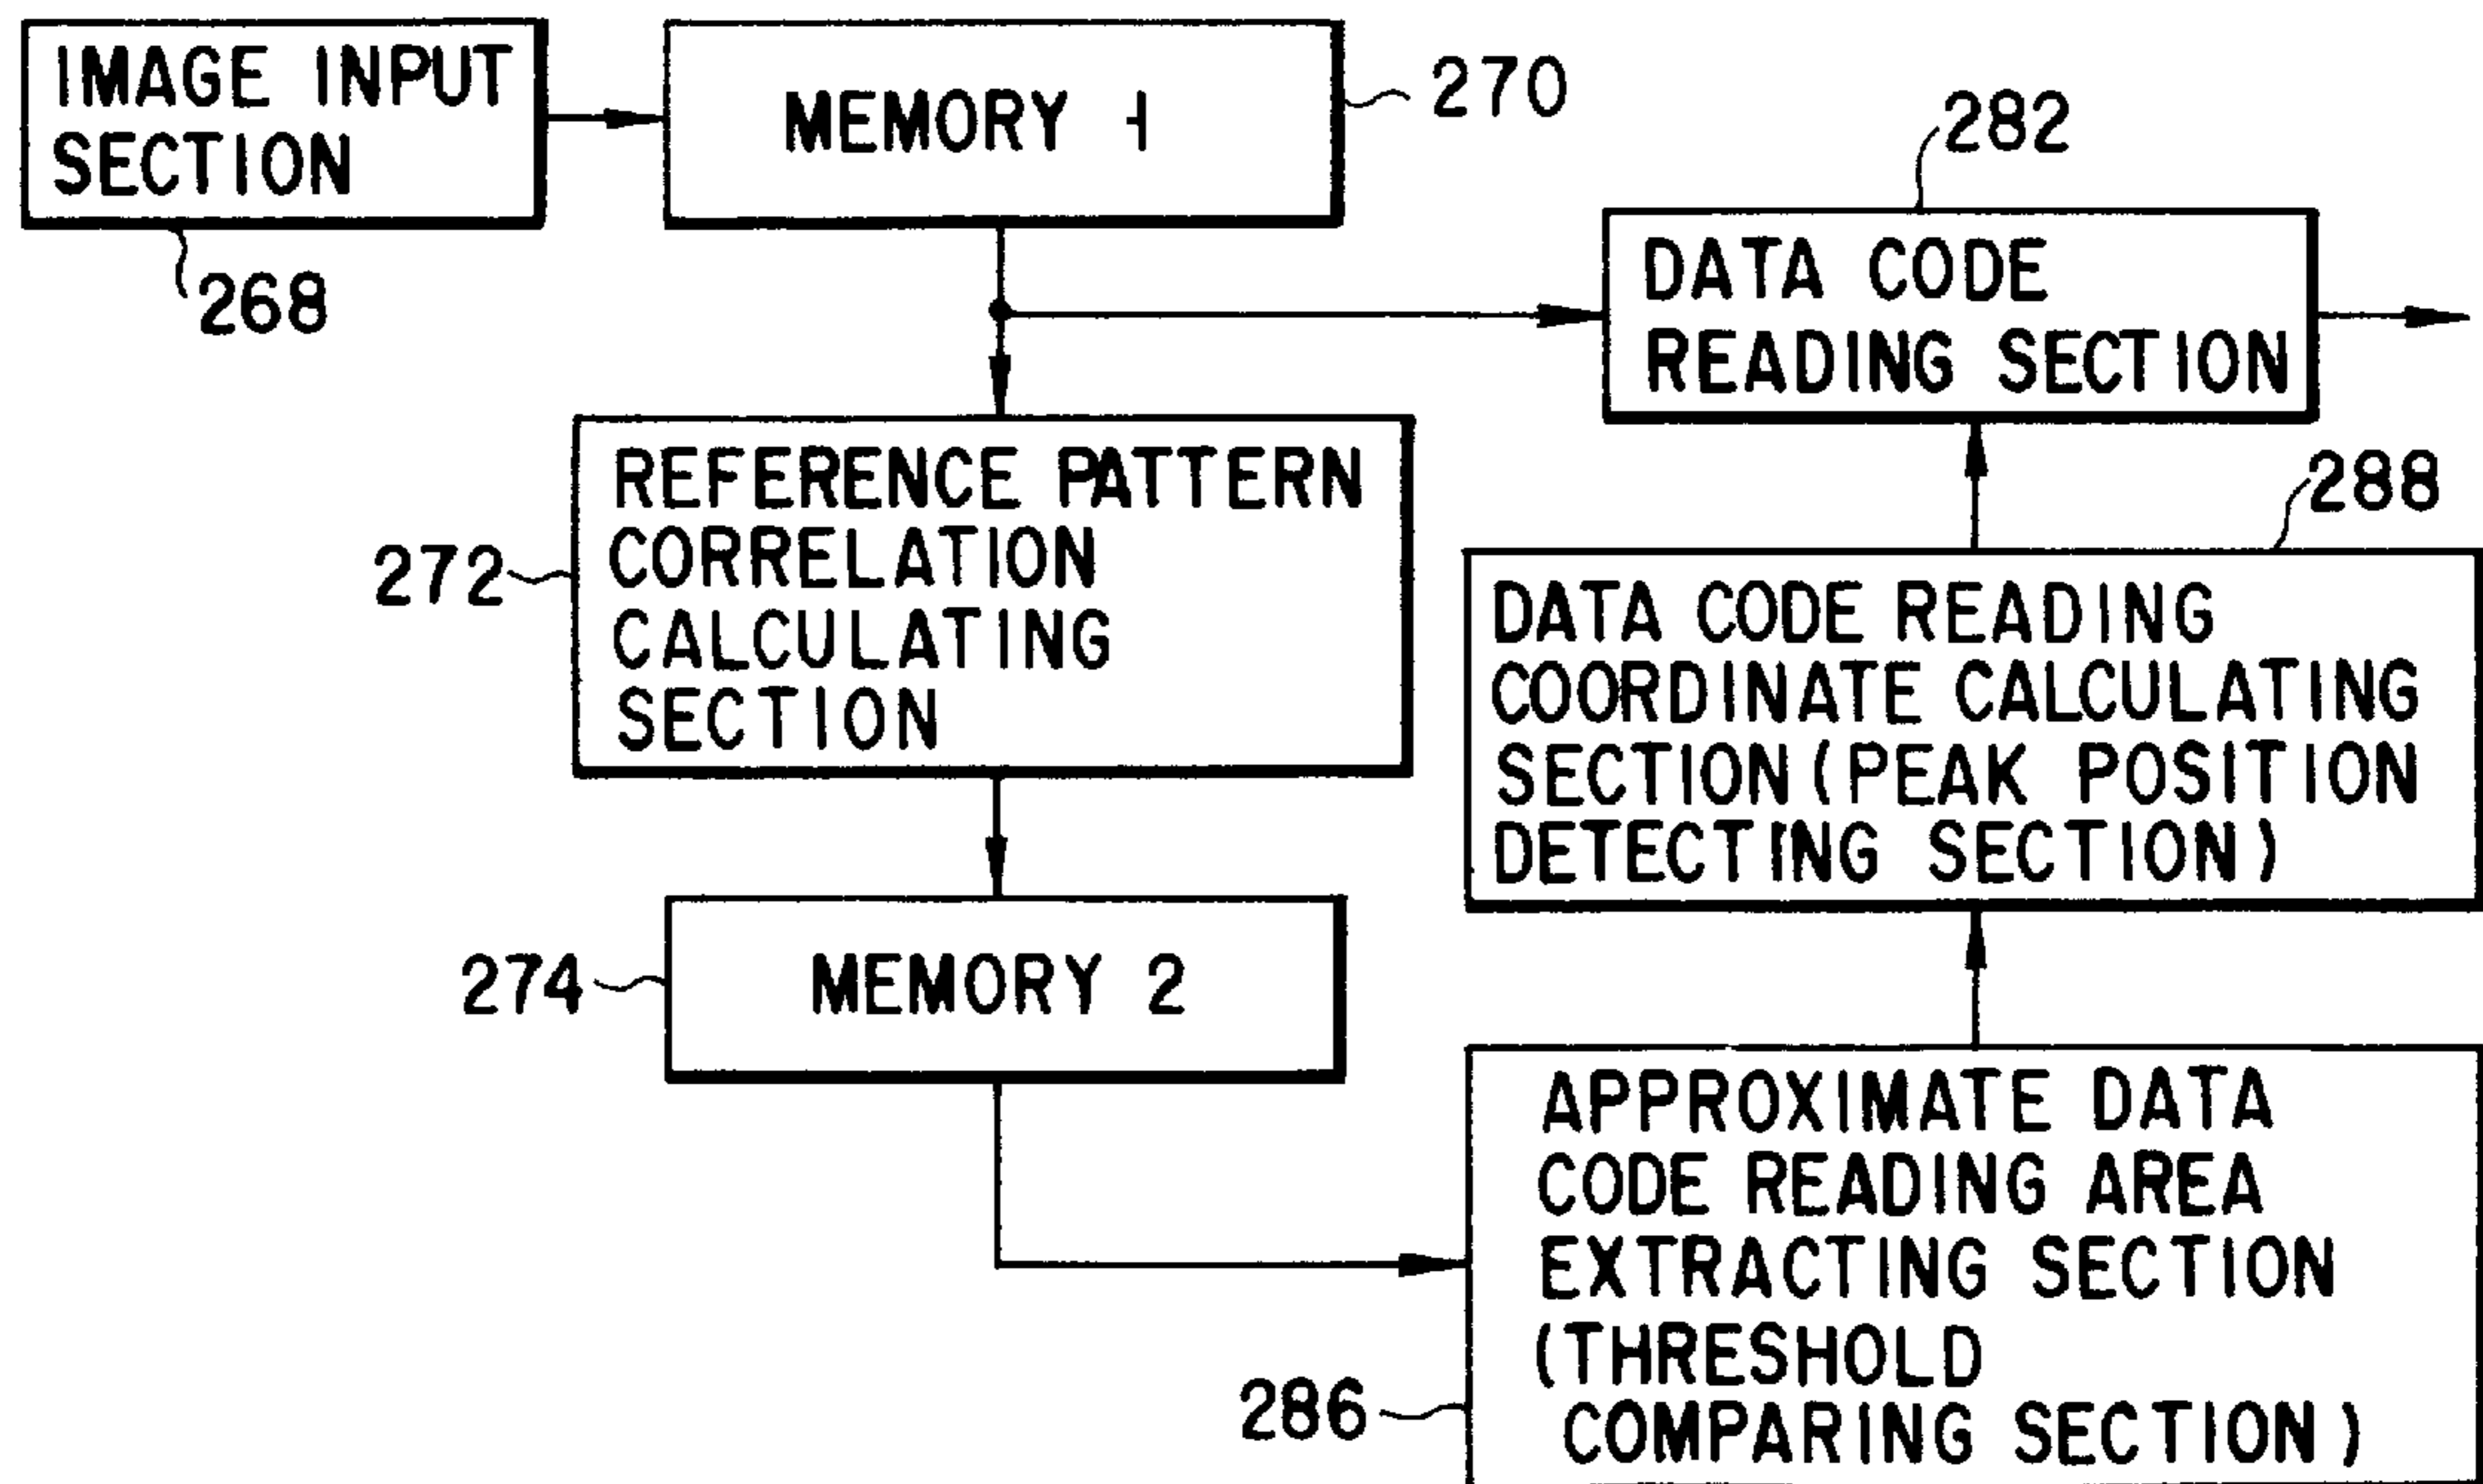 IMAGE INPUT
SECTION
268
MEMORY 1
270
282
DATA CODE
READING SECTION
272
REFERENCE PATTERN
CORRELATION
CALCULATING
SECTION
288
DATA CODE READING
COORDINATE CALCULATING
SECTION(PEAK POSITION
DETECTING SECTION)
274
MEMORY 2
286
APPROXIMATE DATA
CODE READING AREA
EXTRACTING SECTION
(THRESHOLD
COMPARING SECTION)